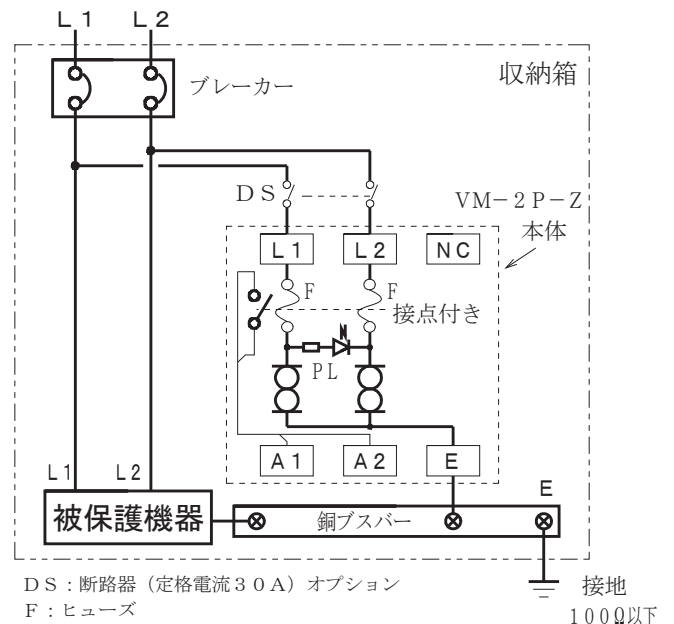 L1 L2
ブレーカー
収納箱
DS
VM−2P−Z
本体
L1 L2 NC
F F
接点付き
PL
A1 A2 E
L1 L2
E
被保護機器
銅ブスバー
DS：断路器（定格電流30A）オプション
F：ヒューズ
接地
100Ω以下